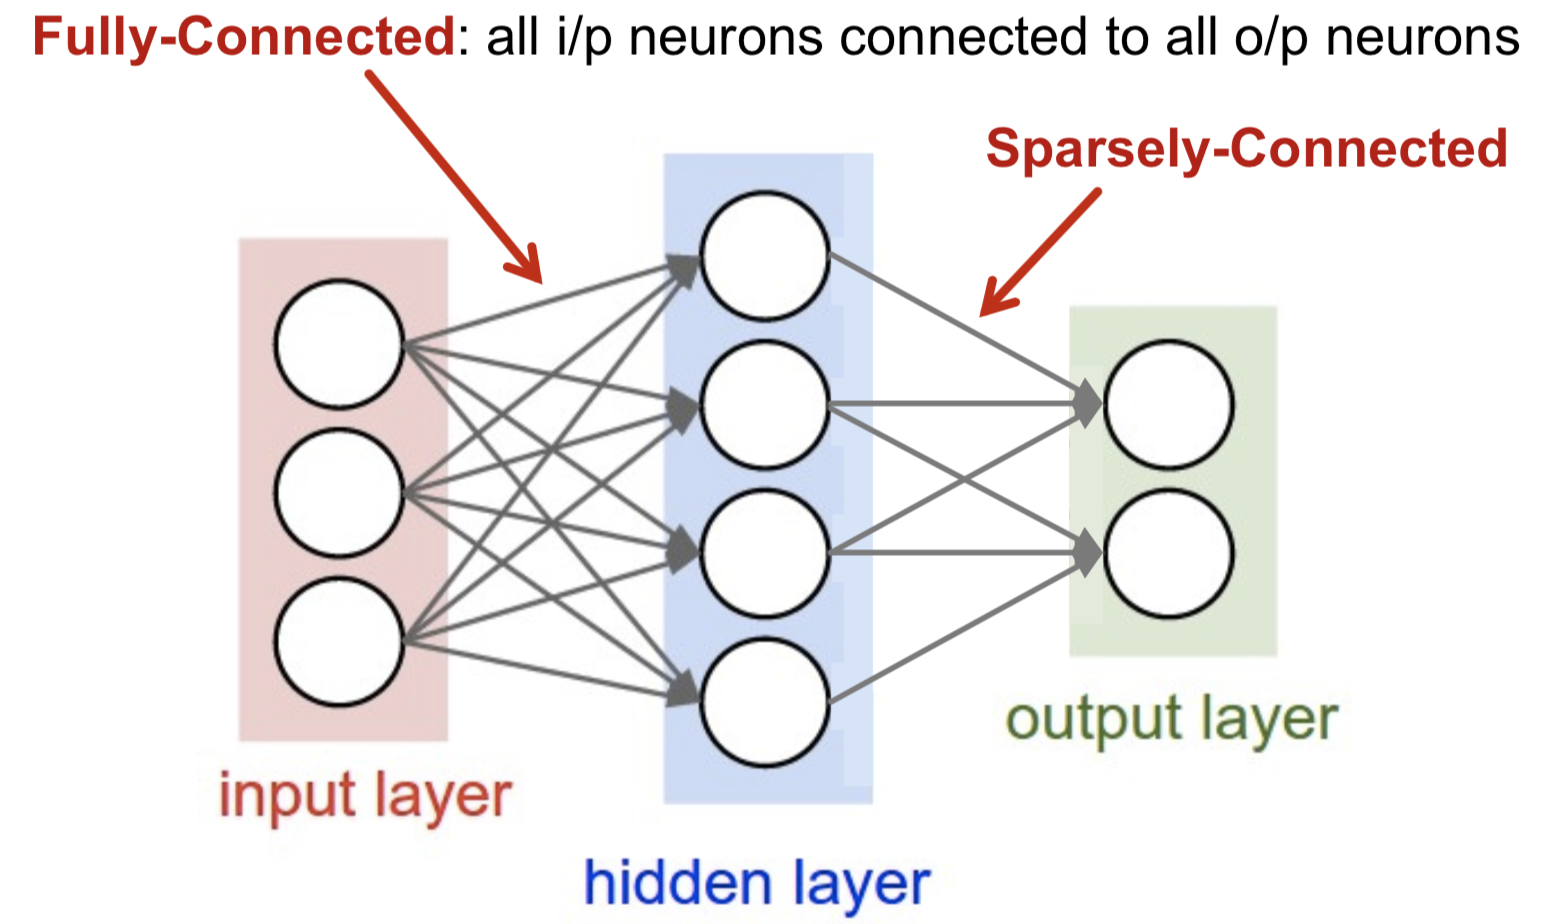 Fully-Connected: all i/p neurons connected to all o/p neurons
Sparsely-Connected
input layer
hidden layer
output layer